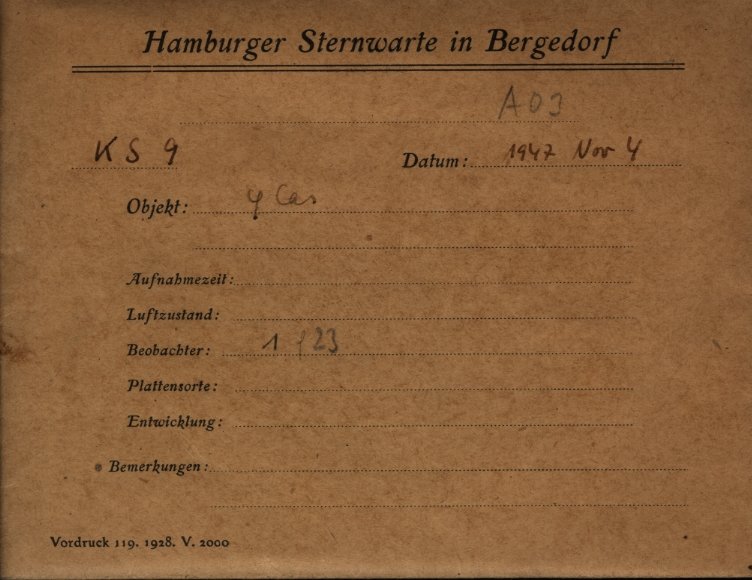 Hamburger Sternwarte in Bergedorf
A03
KS 9 Datum: 1947 Nov 4
Objekt: φ Cas
Aufnahmezeit:
Luftzustand:
Beobachter: 1 / 23
Plattensorte:
Entwicklung:
Bemerkungen:
Vordruck 119. 1928. V. 2000